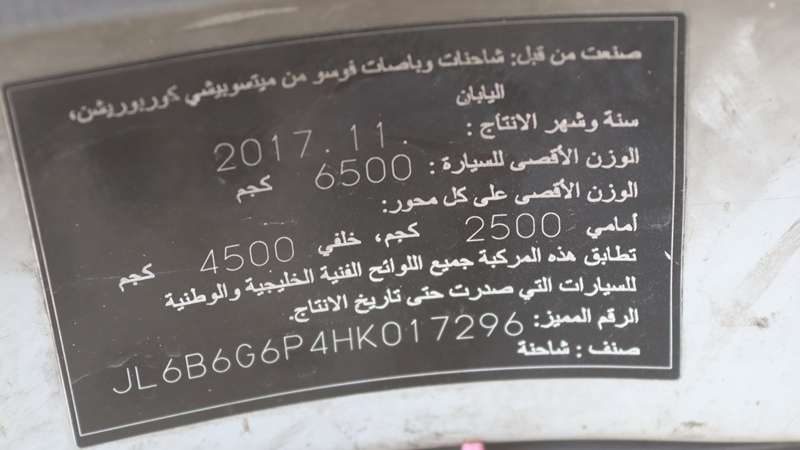 صنعت من قبل: شاحنات وباصات فوسو من ميتسوبيشي كوربوريشن،
اليابان
سنة وشهر الانتاج : 2017.11.
الوزن الأقصى للسيارة : 6500 كجم
الوزن الأقصى على كل محور:
أمامي 2500 كجم، خلفي 4500 كجم
تطابق هذه المركبة جميع اللوائح الفنية الخليجية والوطنية
للسيارات التي صدرت حتى تاريخ الانتاج.
الرقم المميز: JL6B6G6P4HK017296
صنف : شاحنة